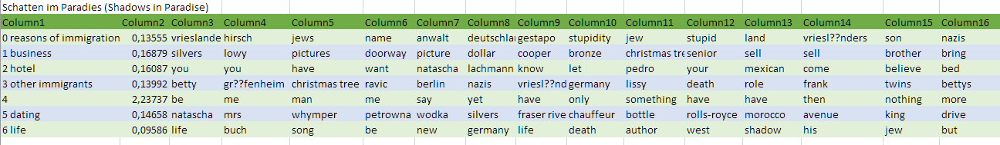 Schatten im Paradies (Shadows in Paradise)
Column1 Column2 Column3 Column4 Column5 Column6 Column7 Column8 Column9 Column10 Column11 Column12 Column13 Column14 Column15 Column16
0 reasons of immigration 0,13555 vrieslande hirsch jews name anwalt deutschlan gestapo stupidity jew stupid land vriesl??nders son nazis
1 business 0,16879 silvers lowy pictures doorway picture dollar cooper bronze christmas tre senior sell sell brother bring
2 hotel 0,16087 you you have want natascha lachmann know let pedro your mexican come believe bed
3 other immigrants 0,13992 betty gr??fenheim christmas tree ravic berlin nazis vriesl??nd germany lissy death role frank twins bettys
4 2,23737 be me man me say yet have only something have have then nothing more
5 dating 0,14658 natascha mrs whymper petrowna wodka silvers fraser rive chauffeur bottle rolls-royce morocco avenue king drive
6 life 0,09586 life buch song be new germany life death author west shadow his jew but